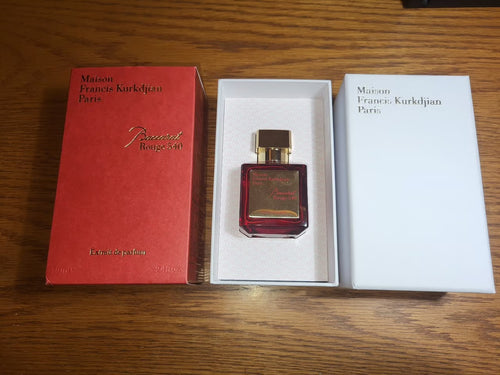 Maison
Francis Kurkdjian
Paris
Baccarat
Rouge 540
Extrait de parfum
Maison
Francis Kurkdjian
Paris